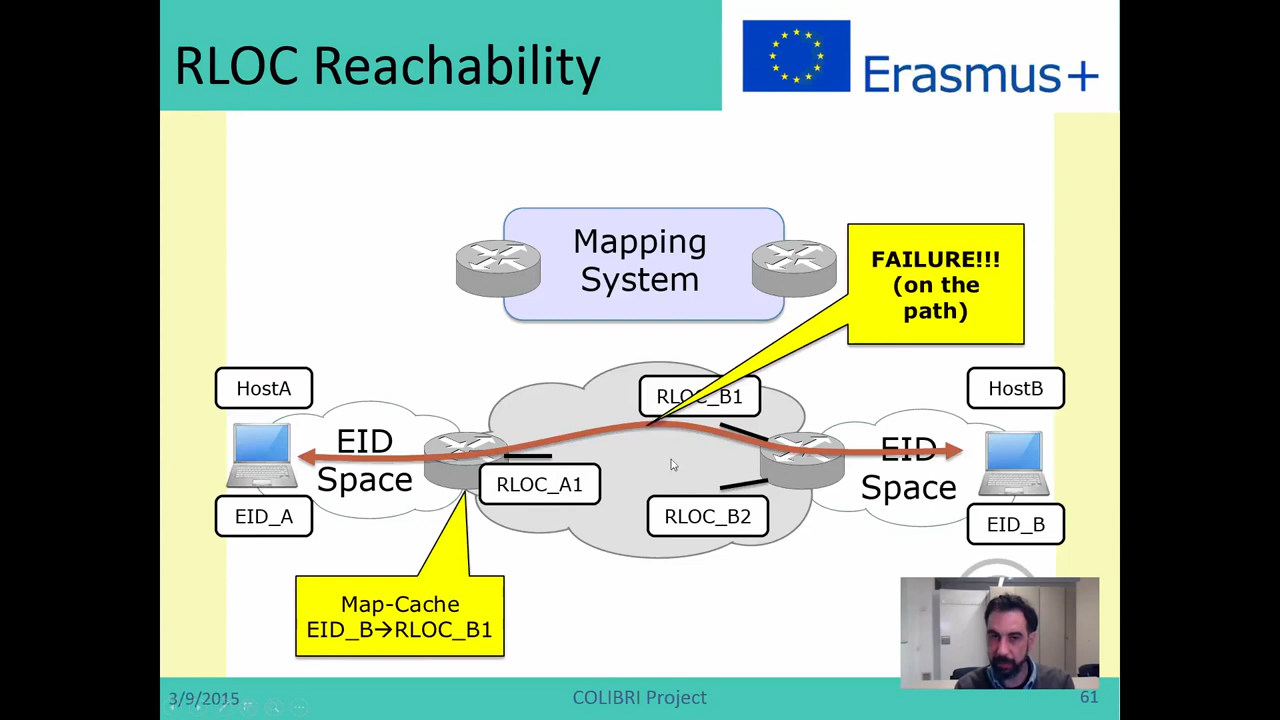 RLOC Reachability
Erasmus+
Mapping
System
FAILURE!!!
(on the
path)
HostA
RLOC_B1
HostB
EID
Space
EID
Space
RLOC_A1
EID_A
RLOC_B2
EID_B
Map-Cache
EID_B→RLOC_B1
3/9/2015
COLIBRI Project
61